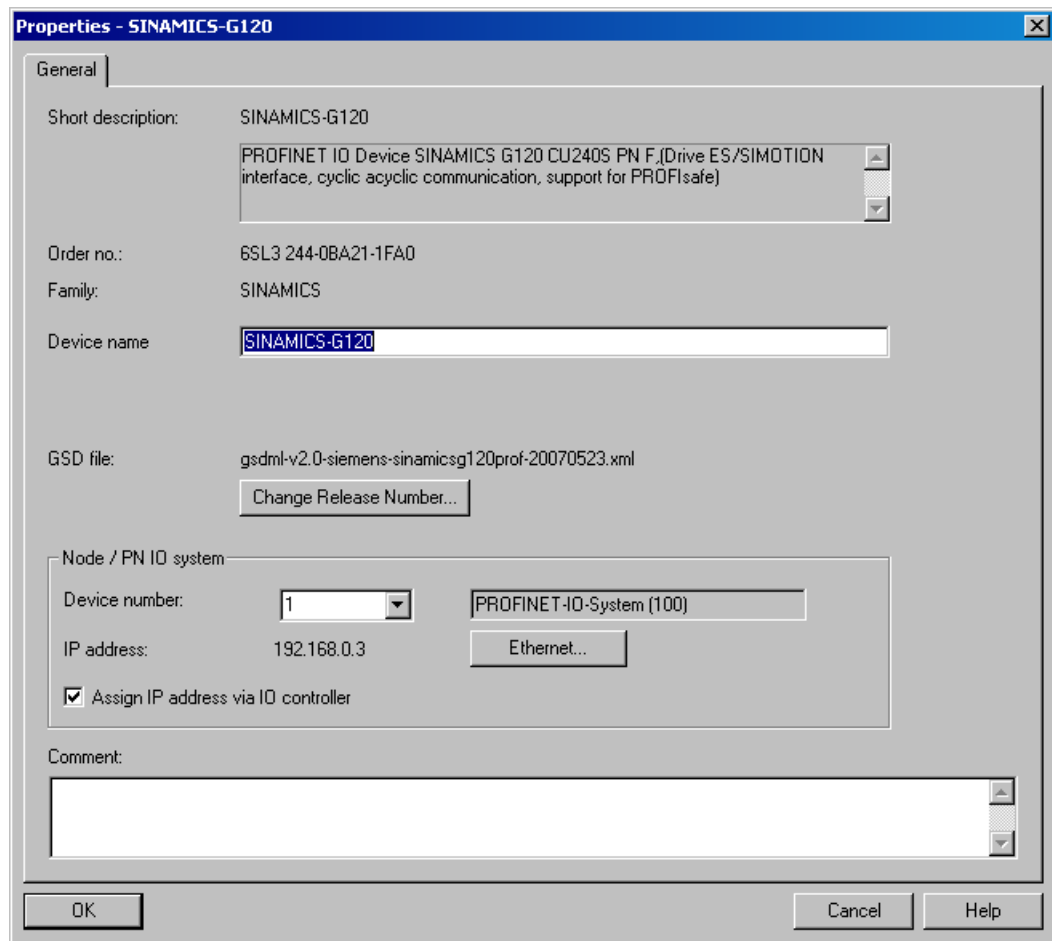 Properties - SINAMICS-G120
General
Short description: SINAMICS-G120
PROFINET IO Device SINAMICS G120 CU240S PN F,(Drive ES/SIMOTION
interface, cyclic acyclic communication, support for PROFIsafe)
Order no.: 6SL3 244-0BA21-1FA0
Family: SINAMICS
Device name SINAMICS-G120
GSD file: gsdml-v2.0-siemens-sinamicsg120prof-20070523.xml
Change Release Number...
Node / PN IO system
Device number: 1 PROFINET-IO-System (100)
IP address: 192.168.0.3 Ethernet...
Assign IP address via IO controller
Comment:
OK Cancel Help